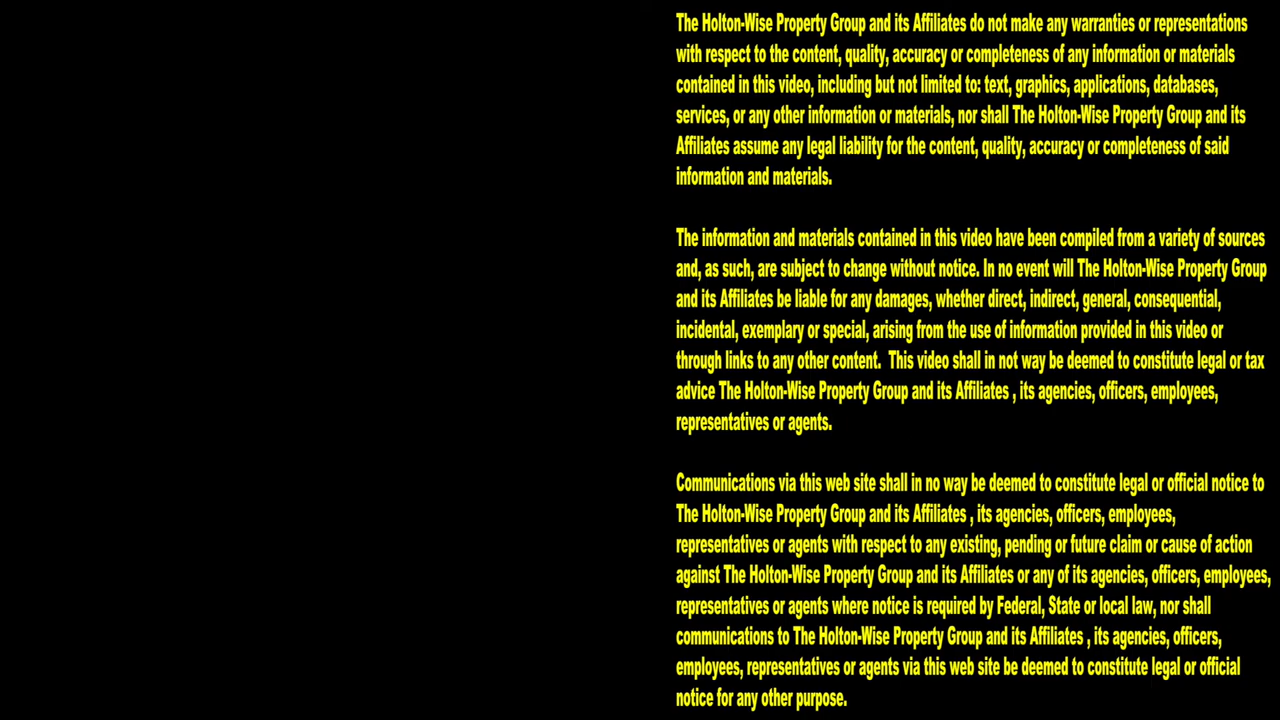 The Holton-Wise Property Group and its Affiliates do not make any warranties or representations
with respect to the content, quality, accuracy or completeness of any information or materials
contained in this video, including but not limited to: text, graphics, applications, databases,
services, or any other information or materials, nor shall The Holton-Wise Property Group and its
Affiliates assume any legal liability for the content, quality, accuracy or completeness of said
information and materials.
The information and materials contained in this video have been compiled from a variety of sources
and, as such, are subject to change without notice. In no event will The Holton-Wise Property Group
and its Affiliates be liable for any damages, whether direct, indirect, general, consequential,
incidental, exemplary or special, arising from the use of information provided in this video or
through links to any other content.  This video shall in not way be deemed to constitute legal or tax
advice The Holton-Wise Property Group and its Affiliates , its agencies, officers, employees,
representatives or agents.
Communications via this web site shall in no way be deemed to constitute legal or official notice to
The Holton-Wise Property Group and its Affiliates , its agencies, officers, employees,
representatives or agents with respect to any existing, pending or future claim or cause of action
against The Holton-Wise Property Group and its Affiliates or any of its agencies, officers, employees,
representatives or agents where notice is required by Federal, State or local law, nor shall
communications to The Holton-Wise Property Group and its Affiliates , its agencies, officers,
employees, representatives or agents via this web site be deemed to constitute legal or official
notice for any other purpose.